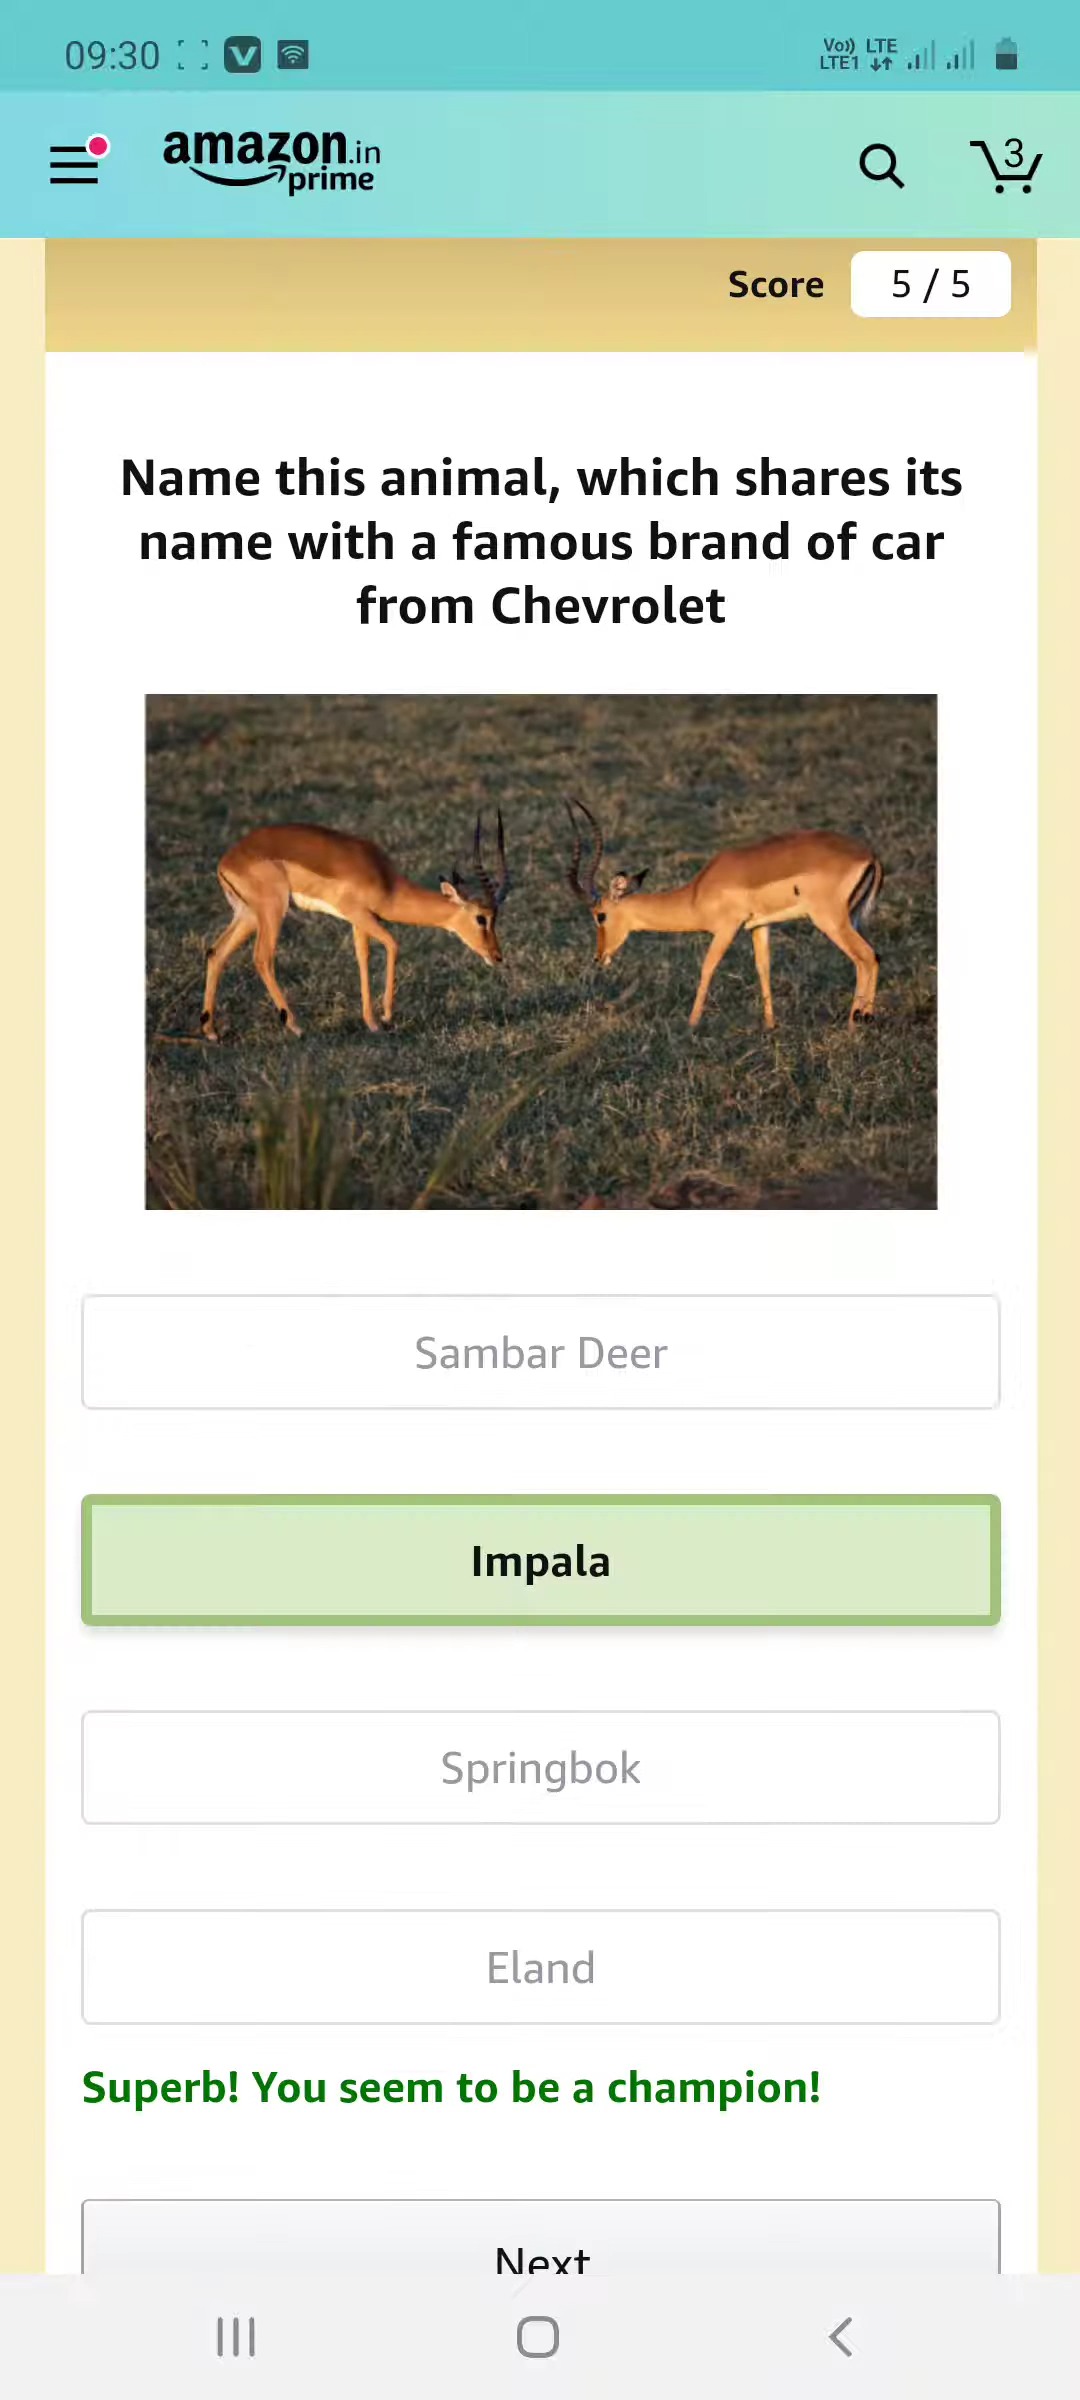 09:30 Vo)) LTE
LTE1
amazon.in
prime
3
Score 5 / 5
Name this animal, which shares its
name with a famous brand of car
from Chevrolet
Sambar Deer
Impala
Springbok
Eland
Superb! You seem to be a champion!
Next